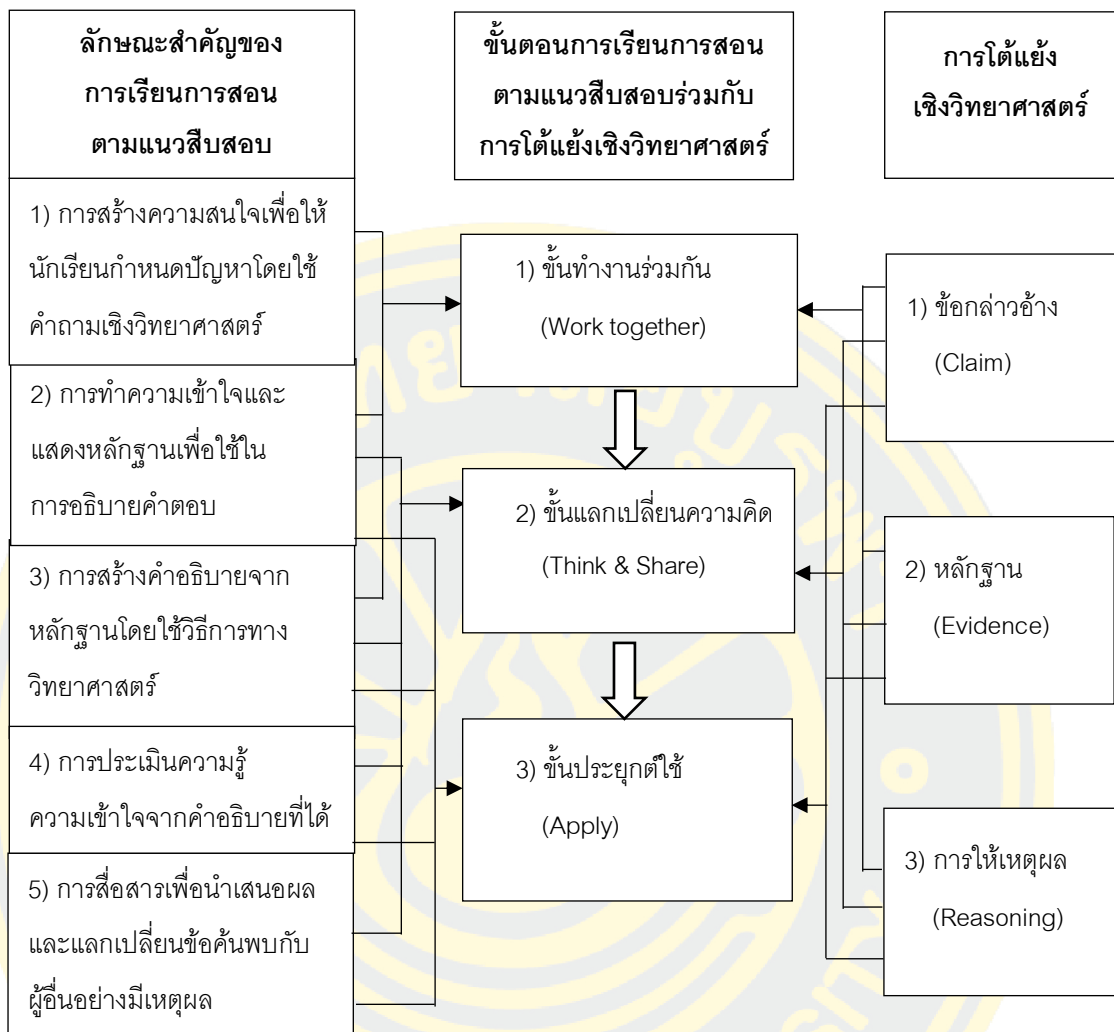 ลักษณะสำคัญของ
การเรียนการสอน
ตามแนวสืบสอบ
1) การสร้างความสนใจเพื่อให้
นักเรียนกำหนดปัญหาโดยใช้
คำถามเชิงวิทยาศาสตร์
2) การทำความเข้าใจและ
แสดงหลักฐานเพื่อใช้ใน
การอธิบายคำตอบ
3) การสร้างคำอธิบายจาก
หลักฐานโดยใช้วิธีการทาง
วิทยาศาสตร์
4) การประเมินความรู้
ความเข้าใจจากคำอธิบายที่ได้
5) การสื่อสารเพื่อนำเสนอผล
และแลกเปลี่ยนข้อค้นพบกับ
ผู้อื่นอย่างมีเหตุผล
ขั้นตอนการเรียนการสอน
ตามแนวสืบสอบร่วมกับ
การโต้แย้งเชิงวิทยาศาสตร์
1) ขั้นทำงานร่วมกัน
(Work together)
2) ขั้นแลกเปลี่ยนความคิด
(Think & Share)
3) ขั้นประยุกต์ใช้
(Apply)
การโต้แย้ง
เชิงวิทยาศาสตร์
1) ข้อกล่าวอ้าง
(Claim)
2) หลักฐาน
(Evidence)
3) การให้เหตุผล
(Reasoning)